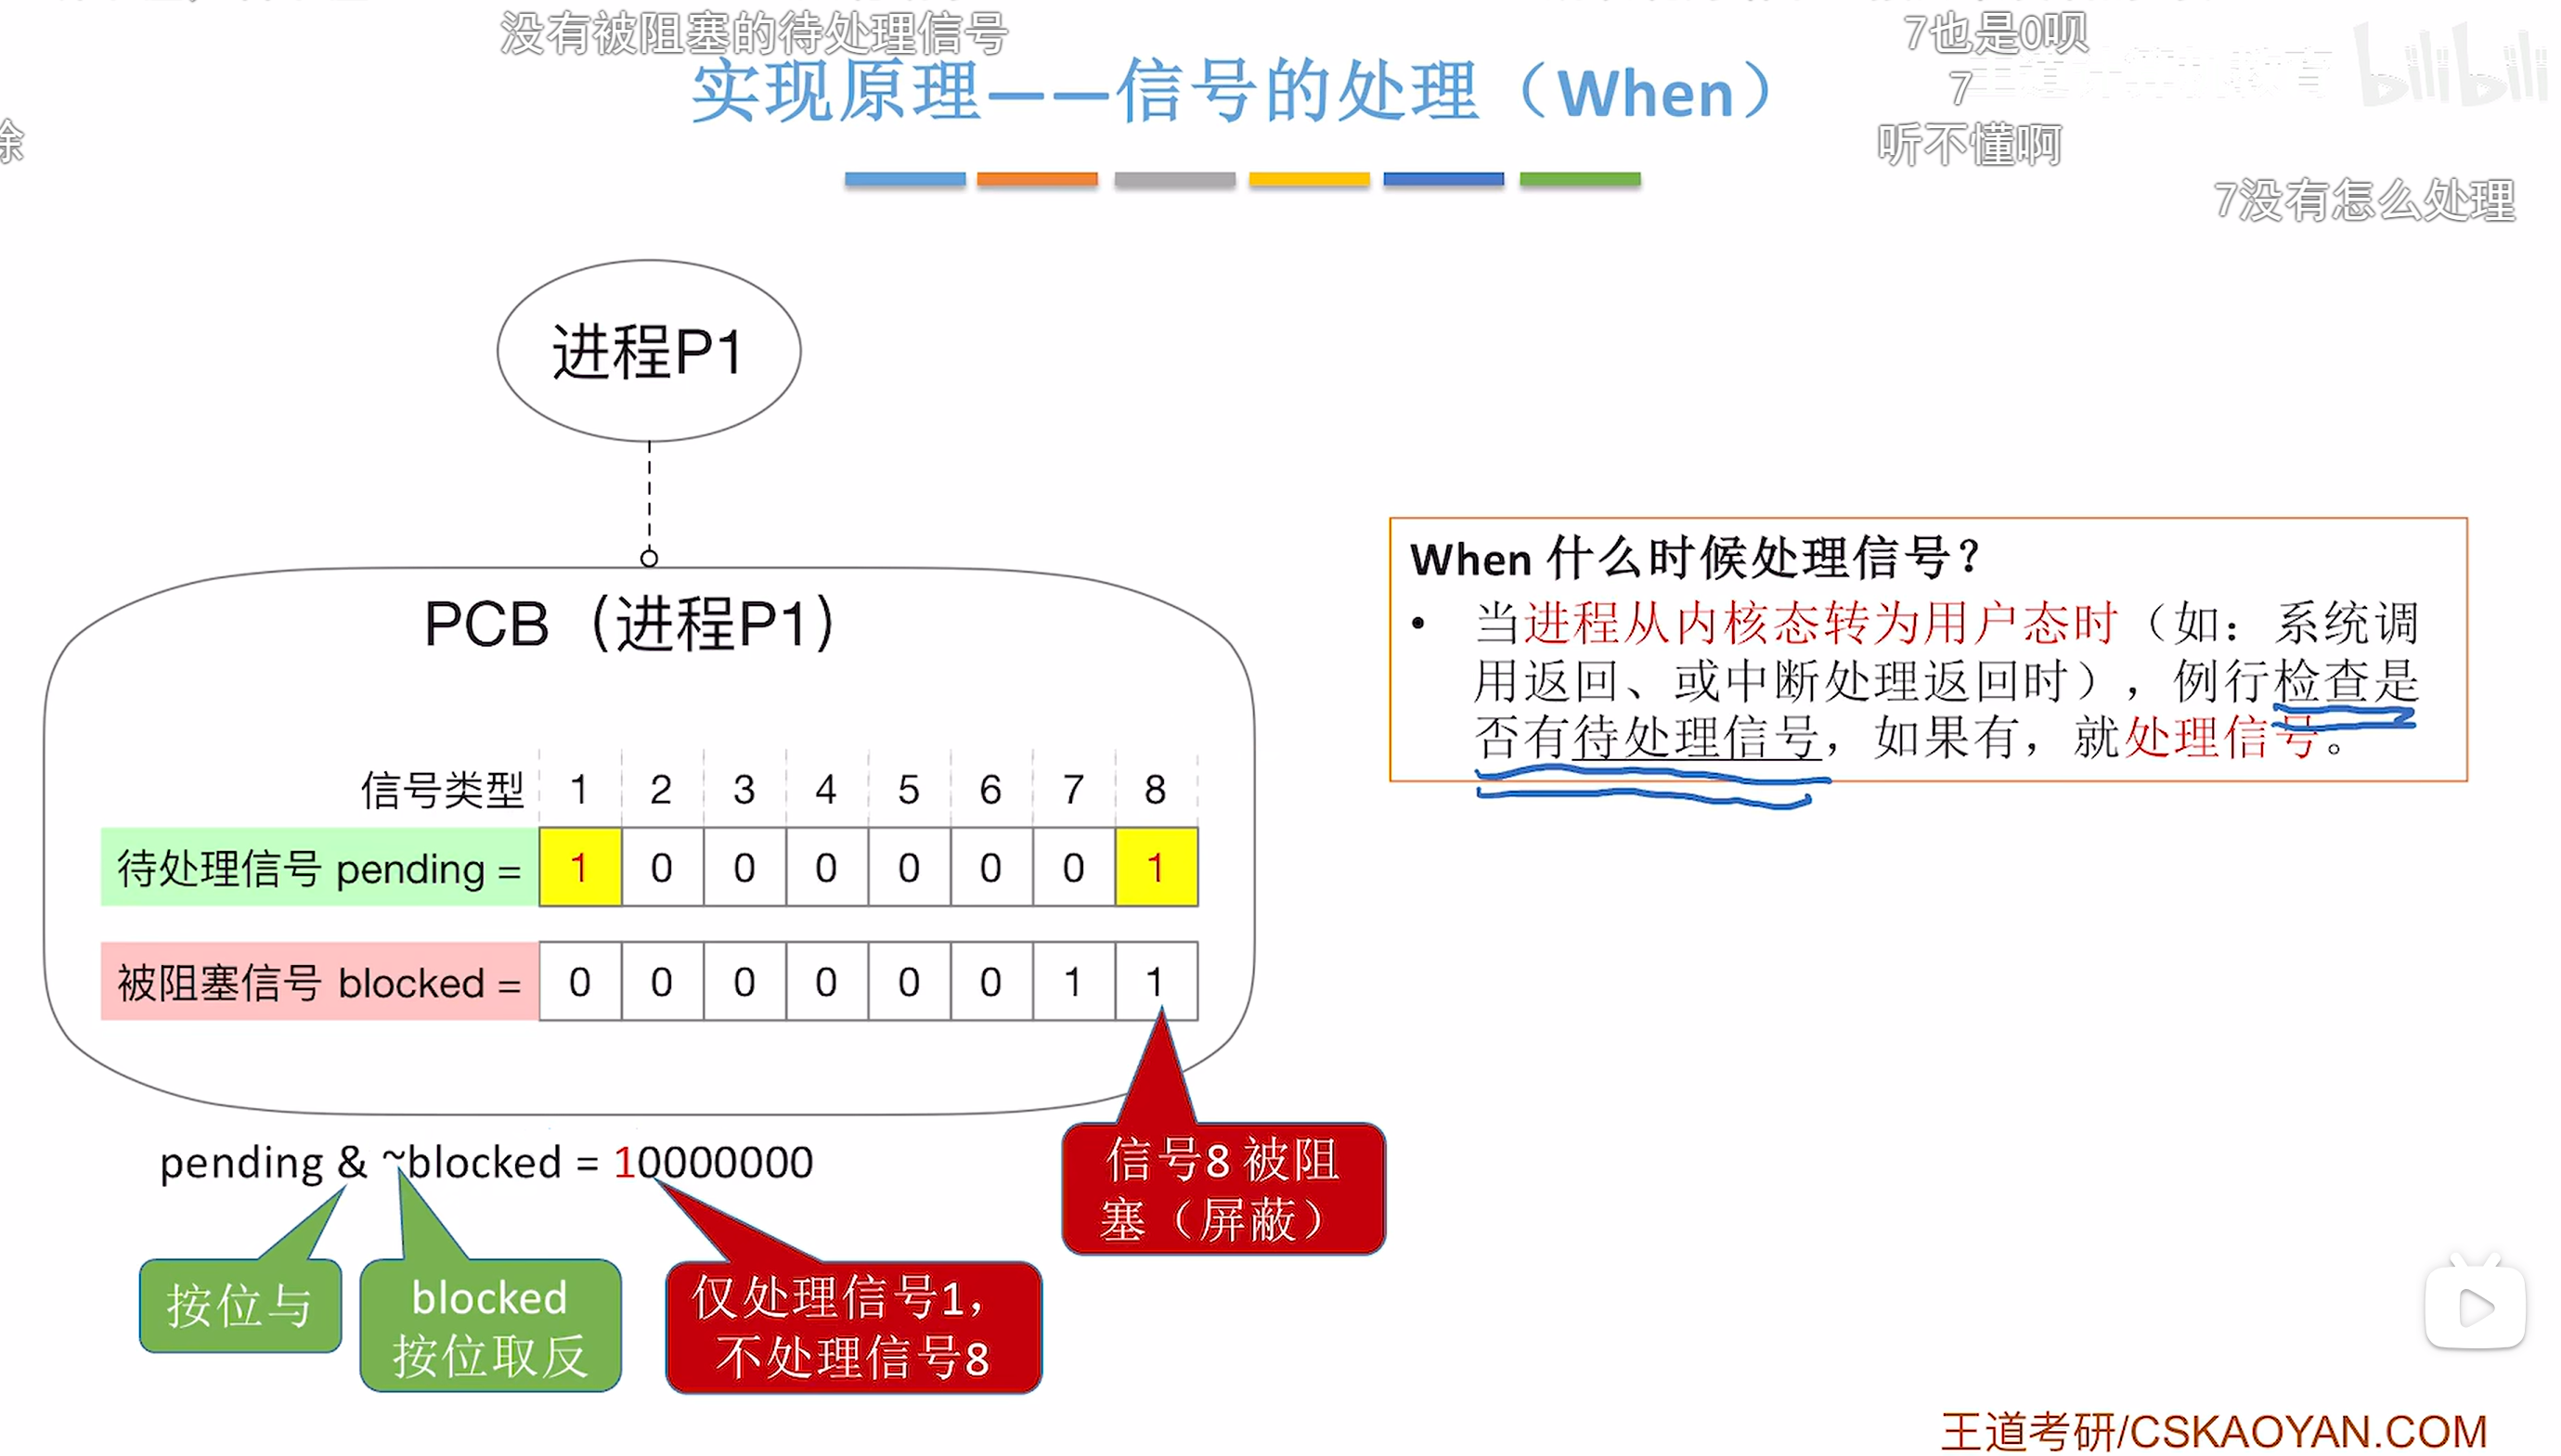 没有被阻塞的待处理信号
7也是0呗
实现原理——信号的处理（When）
7
bilibili
听不懂啊
除
7没有怎么处理
进程P1
When 什么时候处理信号？
• 当进程从内核态转为用户态时（如：系统调
用返回、或中断处理返回时），例行检查是
否有待处理信号，如果有，就处理信号。
PCB（进程P1）
信号类型 1 2 3 4 5 6 7 8
待处理信号 pending = 1 0 0 0 0 0 0 1
被阻塞信号 blocked = 0 0 0 0 0 0 1 1
pending & ~blocked = 10000000
信号8 被阻
塞（屏蔽）
按位与
blocked
按位取反
仅处理信号1，
不处理信号8
王道考研/CSKAOYAN.COM